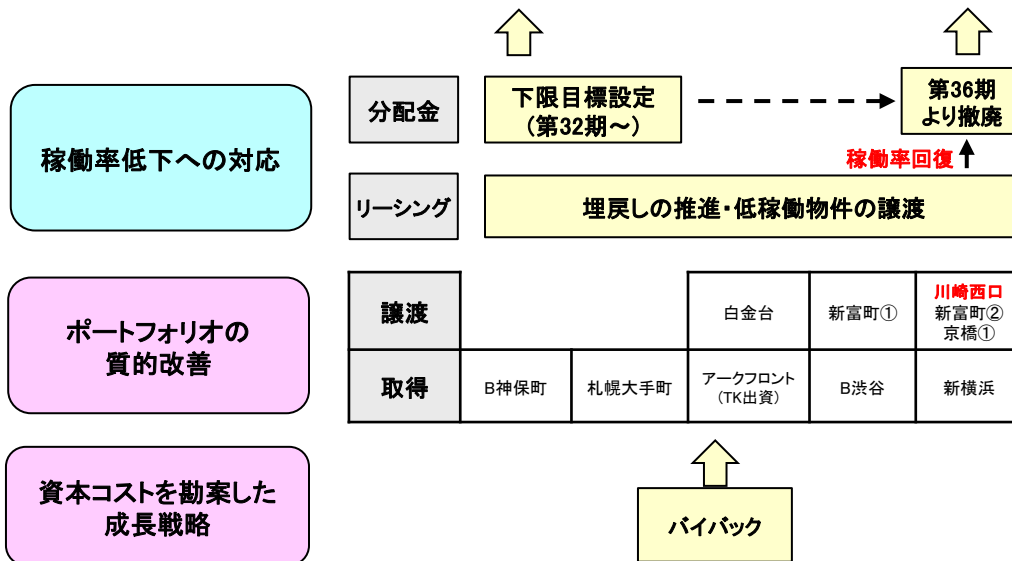 稼働率低下への対応
分配金
下限目標設定
(第32期～)
第36期
より撤廃
稼働率回復
リーシング
埋戻しの推進・低稼働物件の譲渡
ポートフォリオの
質的改善
譲渡
白金台
新富町①
川崎西口
新富町②
京橋①
取得
B神保町
札幌大手町
アークフロント
(TK出資)
B渋谷
新横浜
資本コストを勘案した
成長戦略
バイバック